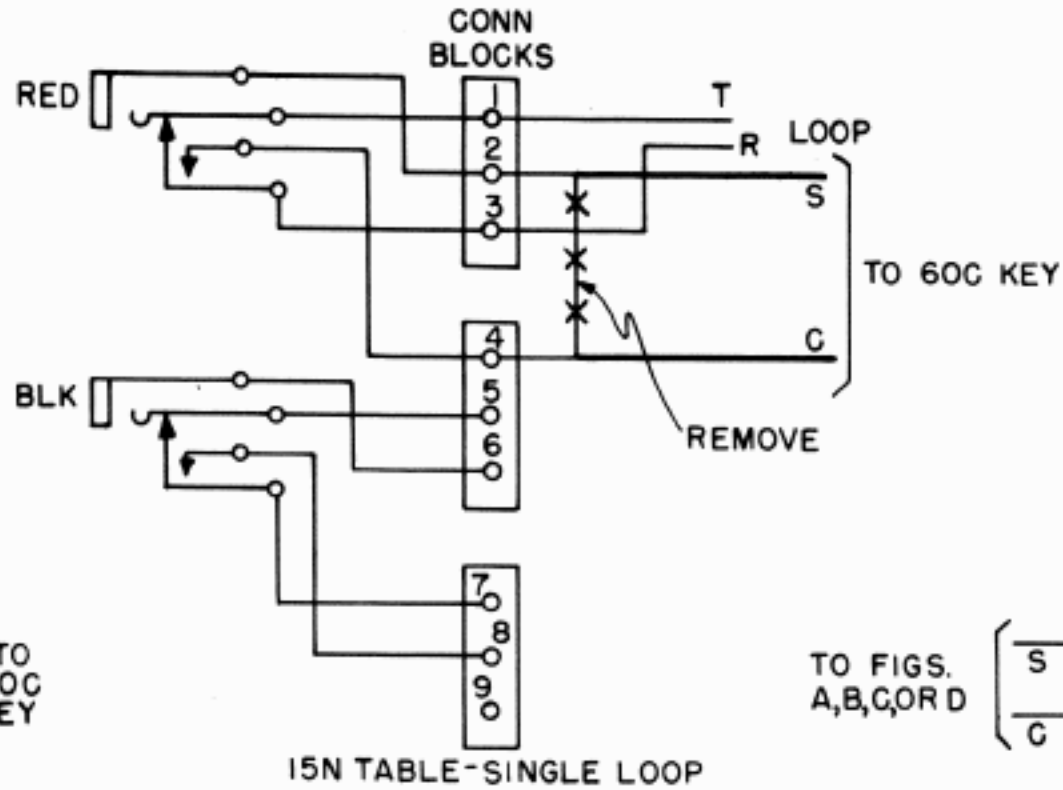 CONN
BLOCKS
RED
1
T
LOOP
2
R
S
3
TO 60C KEY
4
C
BLK
5
REMOVE
6
7
8
9
TO FIGS.
A,B,C,OR D
S
C
15N TABLE-SINGLE LOOP